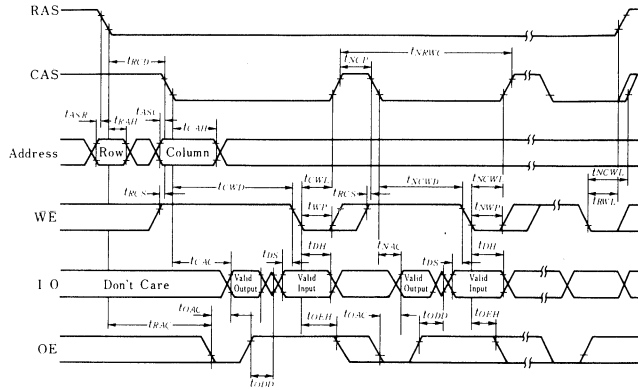 RAS
tRCD
tNCP
tNRWC
CAS
tASR
tRAH
tASC
tCAH
Address
Row
Column
tRCS
tCWD
tCWL
tRCS
tNCWD
tNCWL
tNCWL
tRWL
WE
tWP
tNWP
tCAC
tDS
tDH
tNAC
tDS
tDH
I O
Don't Care
Valid Output
Valid Input
Valid Output
Valid Input
tOAC
tRAC
tOEH
tOAC
tODD
tOEH
OE
tODD